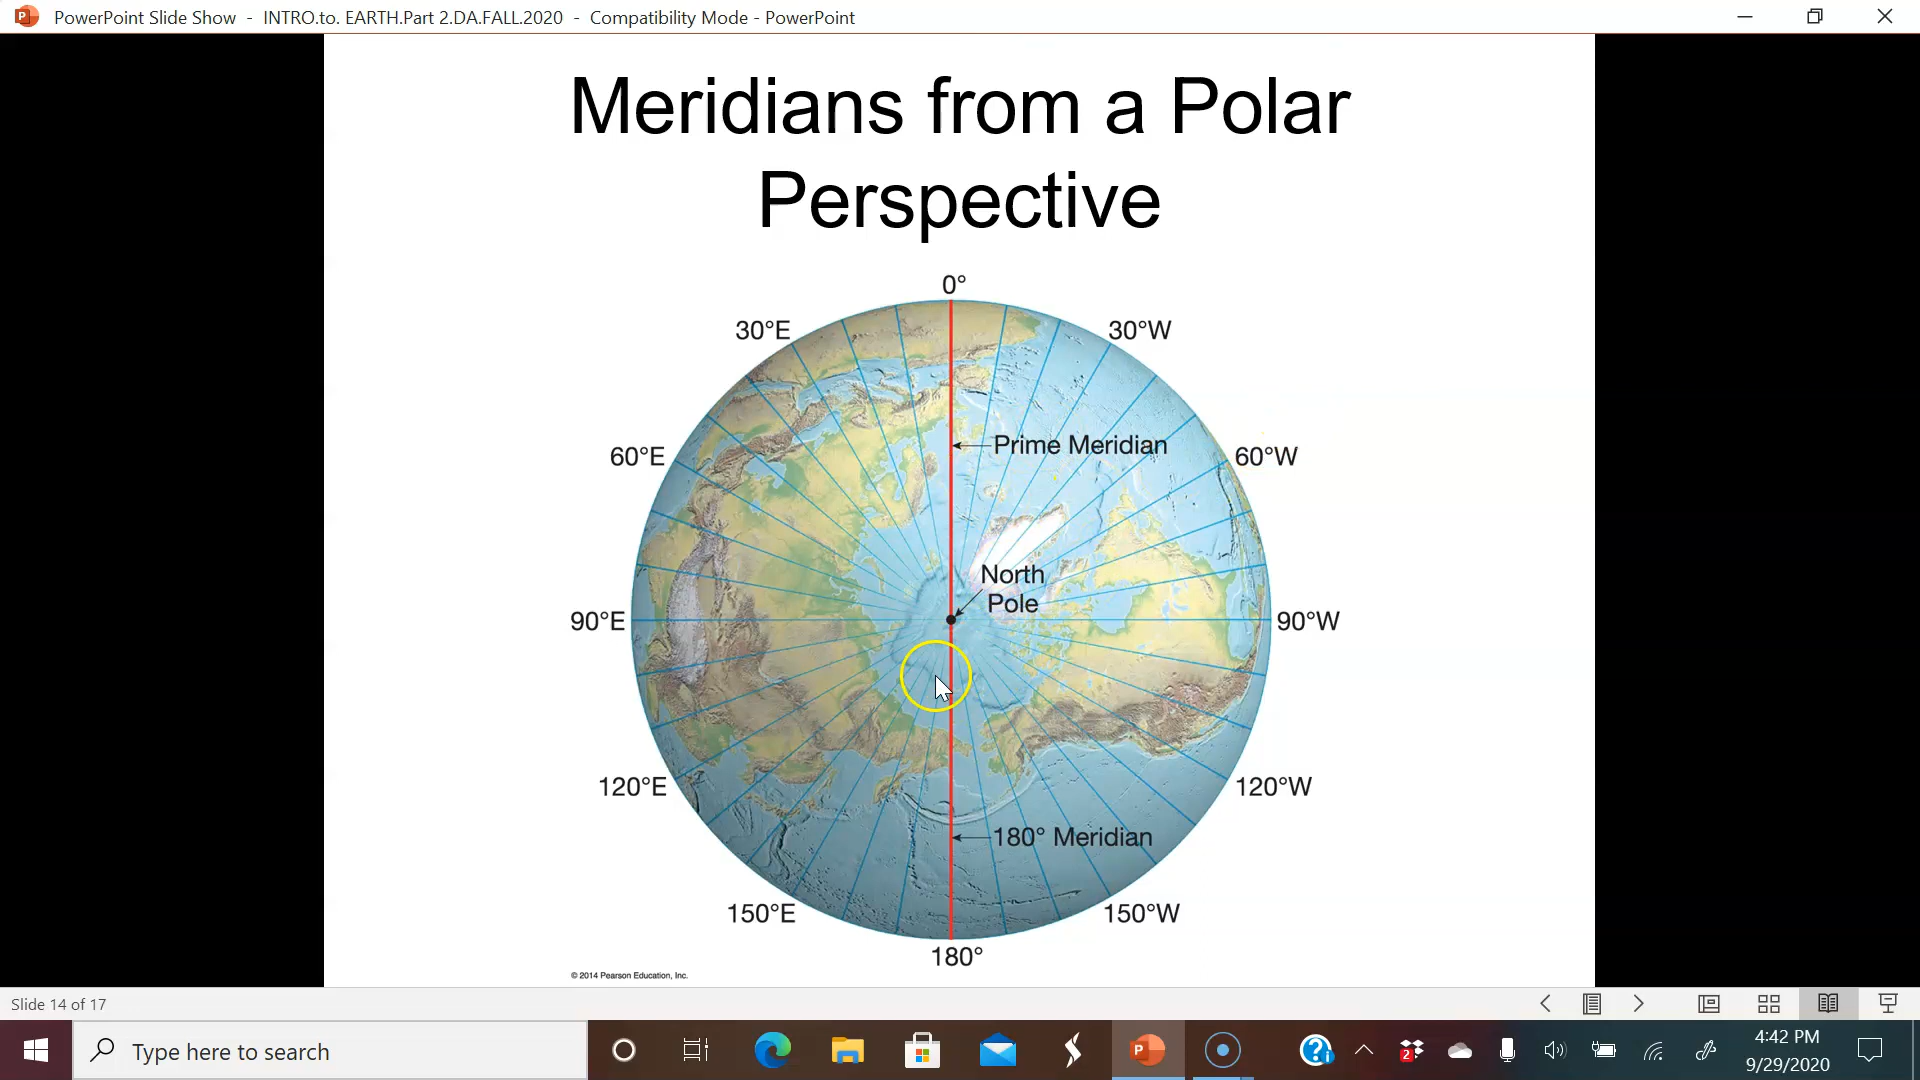 PowerPoint Slide Show - INTRO.to. EARTH.Part 2.DA.FALL.2020 - Compatibility Mode - PowerPoint
Meridians from a Polar
Perspective
0°
30°E
30°W
Prime Meridian
60°E
60°W
North
Pole
90°E
90°W
120°E
120°W
180° Meridian
150°E
150°W
180°
© 2014 Pearson Education, Inc.
Slide 14 of 17
Type here to search
2
4:42 PM
9/29/2020